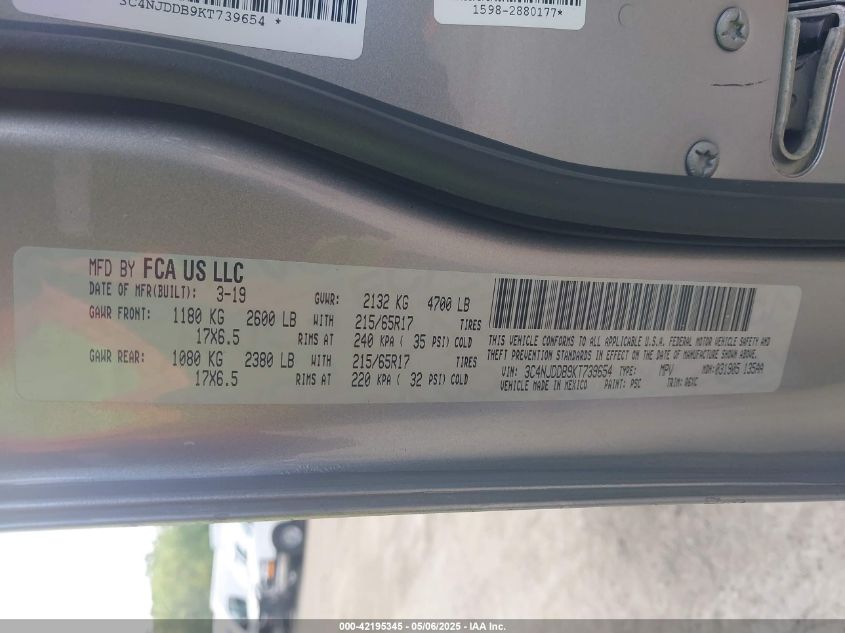 3C4NJDDB9KT739654 *
1598-2880177*
MFD BY FCA US LLC
DATE OF MFR(BUILT): 3-19 GVWR: 2132 KG 4700 LB
GAWR FRONT: 1180 KG 2600 LB WITH 215/65R17 TIRES
17X6.5 RIMS AT 240 KPA ( 35 PSI) COLD
GAWR REAR: 1080 KG 2380 LB WITH 215/65R17 TIRES
17X6.5 RIMS AT 220 KPA ( 32 PSI) COLD
THIS VEHICLE CONFORMS TO ALL APPLICABLE U.S.A. FEDERAL MOTOR VEHICLE SAFETY AND
THEFT PREVENTION STANDARDS IN EFFECT ON THE DATE OF MANUFACTURE SHOWN ABOVE.
VIN: 3C4NJDDB9KT739654 TYPE: MPV MDH: 031905 135AA
VEHICLE MADE IN MEXICO PAINT: PSC TRIM: A6XC
000-42195345 - 05/06/2025 - IAA Inc.